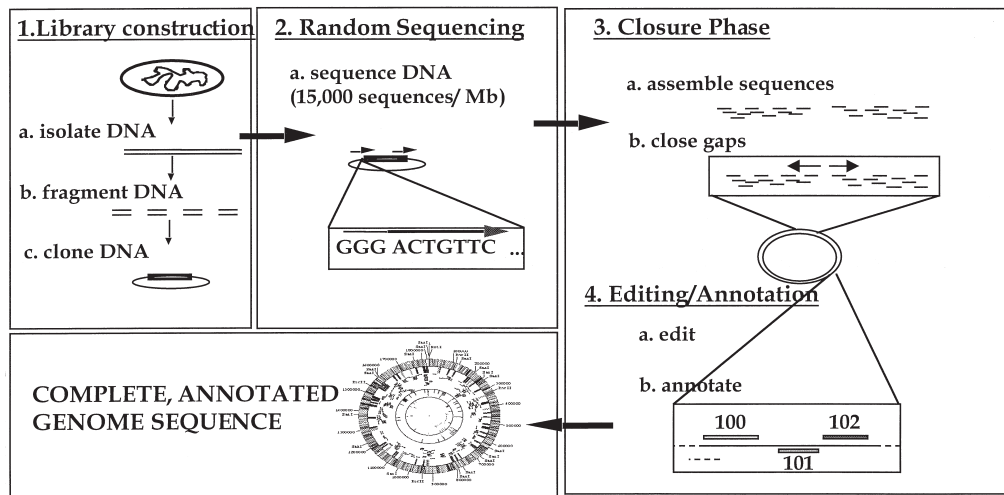 1.Library construction
a. isolate DNA
b. fragment DNA
c. clone DNA
2. Random Sequencing
a. sequence DNA
(15,000 sequences/ Mb)
GGG ACTGTTC ...
3. Closure Phase
a. assemble sequences
b. close gaps
4. Editing/Annotation
a. edit
b. annotate
100
102
101
COMPLETE, ANNOTATED
GENOME SEQUENCE